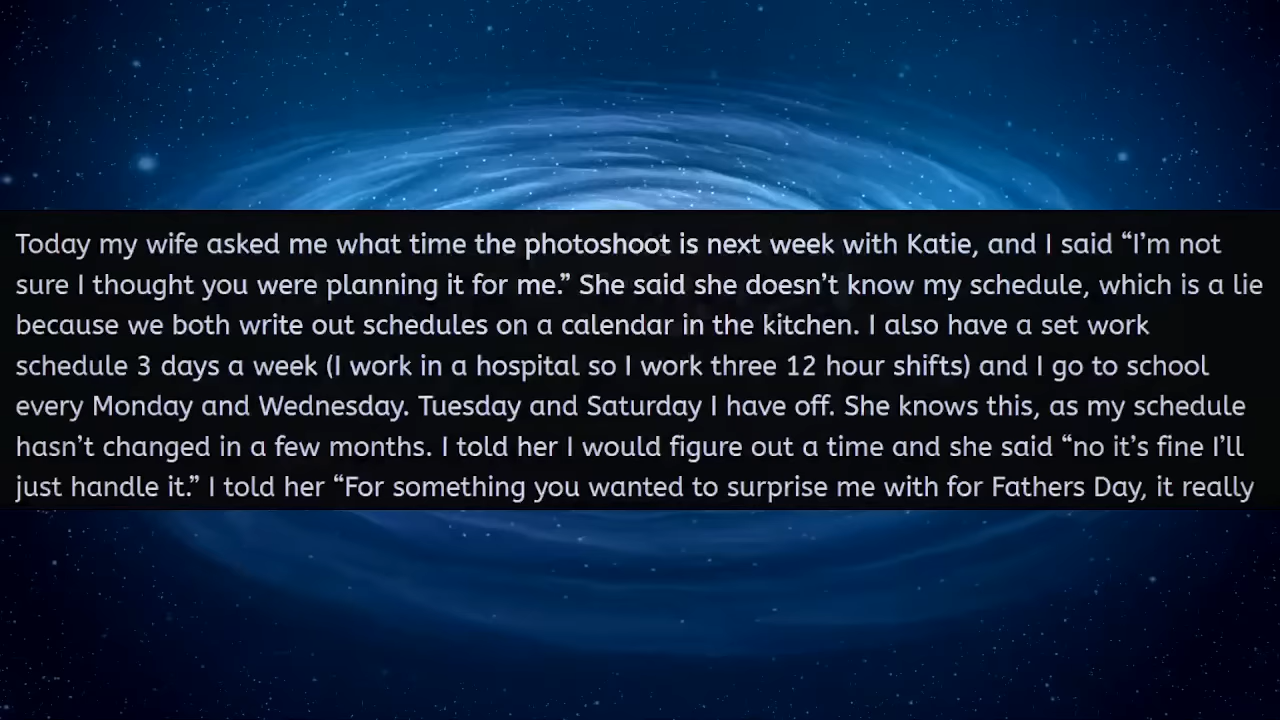 Today my wife asked me what time the photoshoot is next week with Katie, and I said “I’m not
sure I thought you were planning it for me.” She said she doesn’t know my schedule, which is a lie
because we both write out schedules on a calendar in the kitchen. I also have a set work
schedule 3 days a week (I work in a hospital so I work three 12 hour shifts) and I go to school
every Monday and Wednesday. Tuesday and Saturday I have off. She knows this, as my schedule
hasn’t changed in a few months. I told her I would figure out a time and she said “no it’s fine I’ll
just handle it.” I told her “For something you wanted to surprise me with for Fathers Day, it really